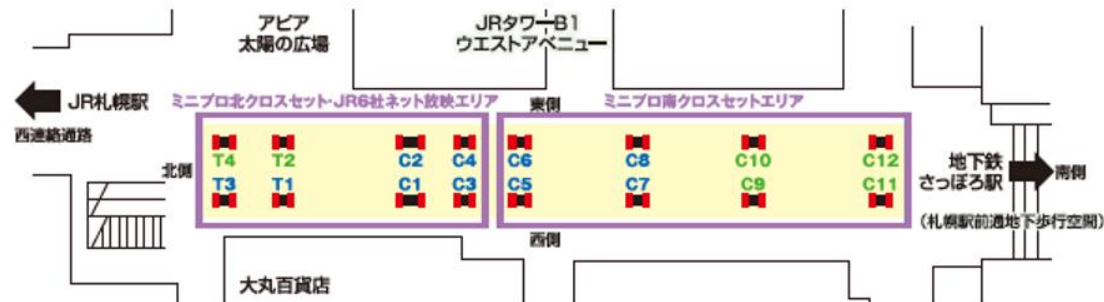 アピア
太陽の広場
JRタワーB1
ウエストアベニュー
JR札幌駅
西連絡通路
ミニプロ北クロスセット・JR6社ネット放映エリア
東側
ミニプロ南クロスセットエリア
北側
T4 T2 C2 C4 C6 C8 C10 C12
T3 T1 C1 C3 C5 C7 C9 C11
地下鉄
さっぽろ駅
南側
(札幌駅前通地下歩行空間)
西側
大丸百貨店